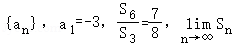 {aₙ}, a₁=-3, S₆/S₃=7/8, lim n→∞ Sₙ